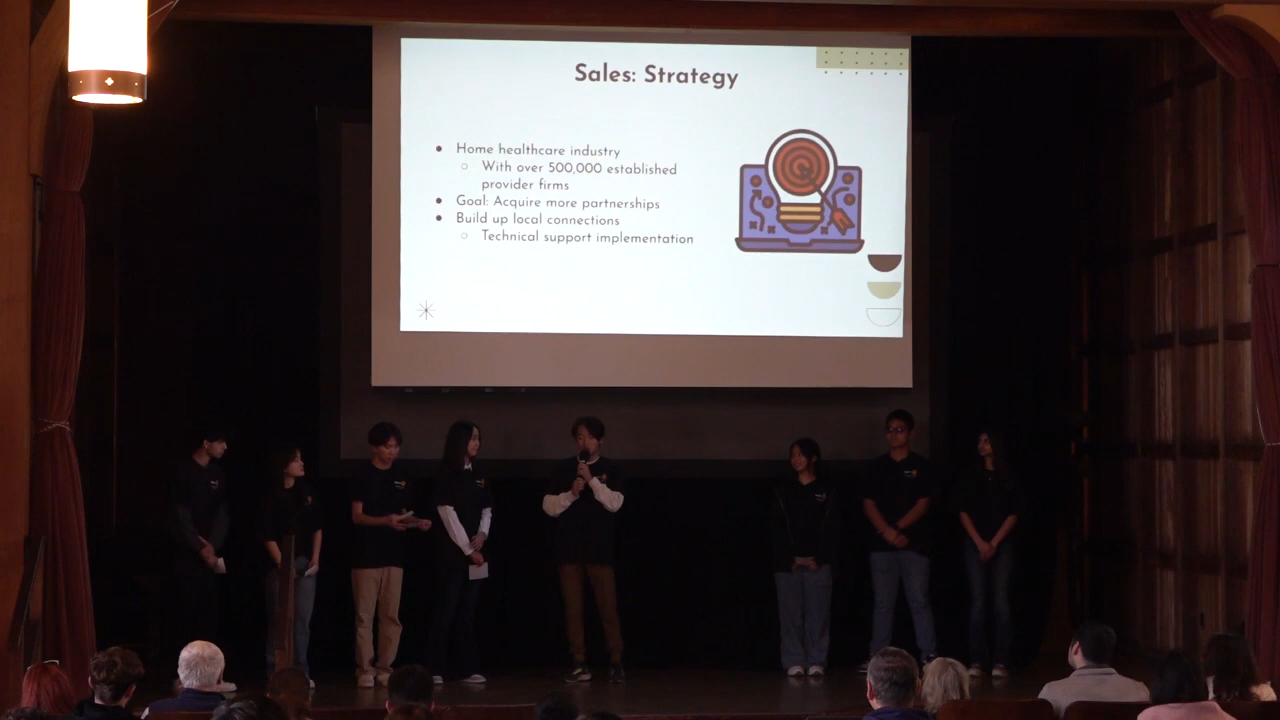 Sales: Strategy
● Home healthcare industry
○ With over 500,000 established
provider firms
● Goal: Acquire more partnerships
● Build up local connections
○ Technical support implementation